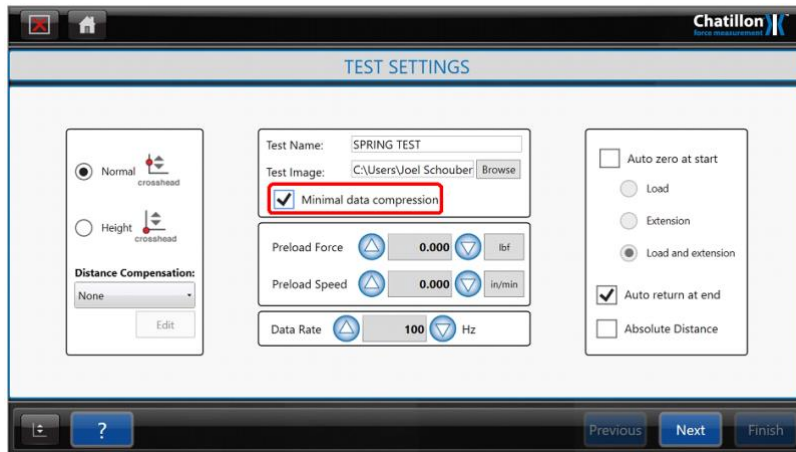 Chatillon
force measurement
TEST SETTINGS
Normal
crosshead
Height
crosshead
Distance Compensation:
None
Edit
Test Name: SPRING TEST
Test Image: C:\Users\Joel Schouber Browse
Minimal data compression
Preload Force 0.000 lbf
Preload Speed 0.000 in/min
Data Rate 100 Hz
Auto zero at start
Load
Extension
Load and extension
Auto return at end
Absolute Distance
?
Previous Next Finish